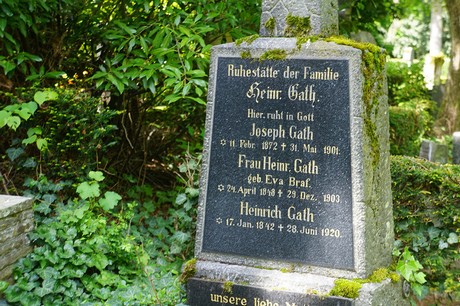 Ruhestätte der Familie
Heinr. Gath.
Hier ruht in Gott
Joseph Gath
✡ 11. Febr. 1872 ✝ 31. Mai 1901.
Frau Heinr. Gath
geb. Eva Braf.
✡ 24. April 1848 ✝ 29. Dez. 1903.
Heinrich Gath
✡ 17. Jan. 1842 ✝ 28. Juni 1920.
unsere liebe